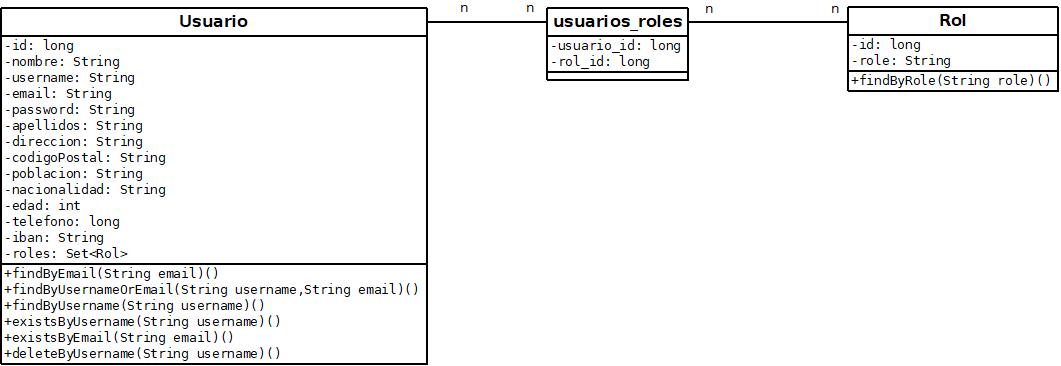 Usuario
-id: long
-nombre: String
-username: String
-email: String
-password: String
-apellidos: String
-direccion: String
-codigoPostal: String
-poblacion: String
-nacionalidad: String
-edad: int
-telefono: long
-iban: String
-roles: Set<Rol>
+findByEmail(String email)()
+findByUsernameOrEmail(String username,String email)()
+findByUsername(String username)()
+existsByUsername(String username)()
+existsByEmail(String email)()
+deleteByUsername(String username)()
n n
usuarios_roles
-usuario_id: long
-rol_id: long
n n
Rol
-id: long
-role: String
+findByRole(String role)()